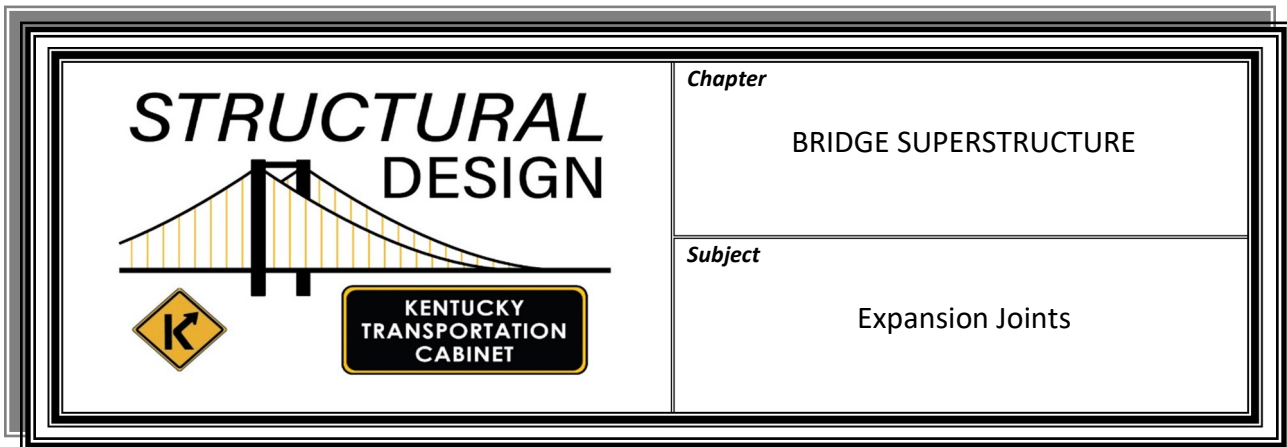 STRUCTURAL
DESIGN
K
KENTUCKY
TRANSPORTATION
CABINET
Chapter
BRIDGE SUPERSTRUCTURE
Subject
Expansion Joints